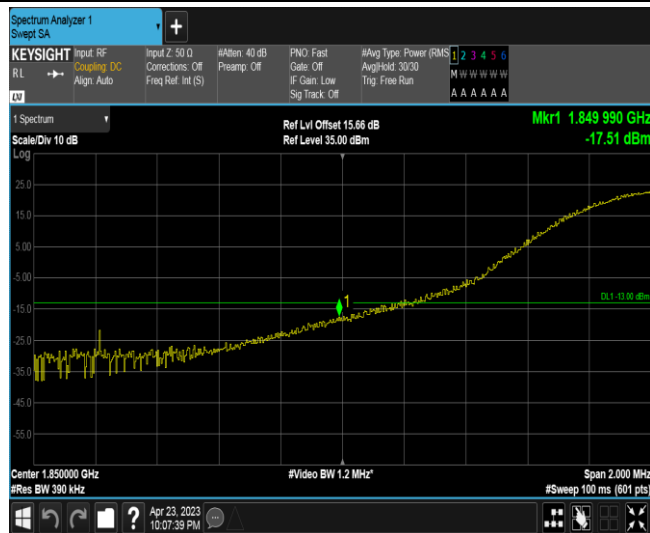 Spectrum Analyzer 1
Swept SA
+
KEYSIGHT Input: RF
Coupling: DC
Align: Auto
Input Z: 50 Ω
Corrections: Off
Freq Ref: Int (S)
#Atten: 40 dB
Preamp: Off
PNO: Fast
Gate: Off
IF Gain: Low
Sig Track: Off
#Avg Type: Power (RMS
Avg|Hold: 30/30
Trig: Free Run
1 2 3 4 5 6
M W W W W W
A A A A A A
RL
LXI
1 Spectrum
Scale/Div 10 dB
Ref Lvl Offset 15.66 dB
Ref Level 35.00 dBm
Mkr1 1.849 990 GHz
-17.51 dBm
Log
25.0
15.0
5.00
-5.00
1
DL1 -13.00 dBm
-15.0
-25.0
-35.0
-45.0
-55.0
Center 1.850000 GHz
#Video BW 1.2 MHz*
Span 2.000 MHz
#Res BW 390 kHz
#Sweep 100 ms (601 pts)
?
Apr 23, 2023
10:07:39 PM